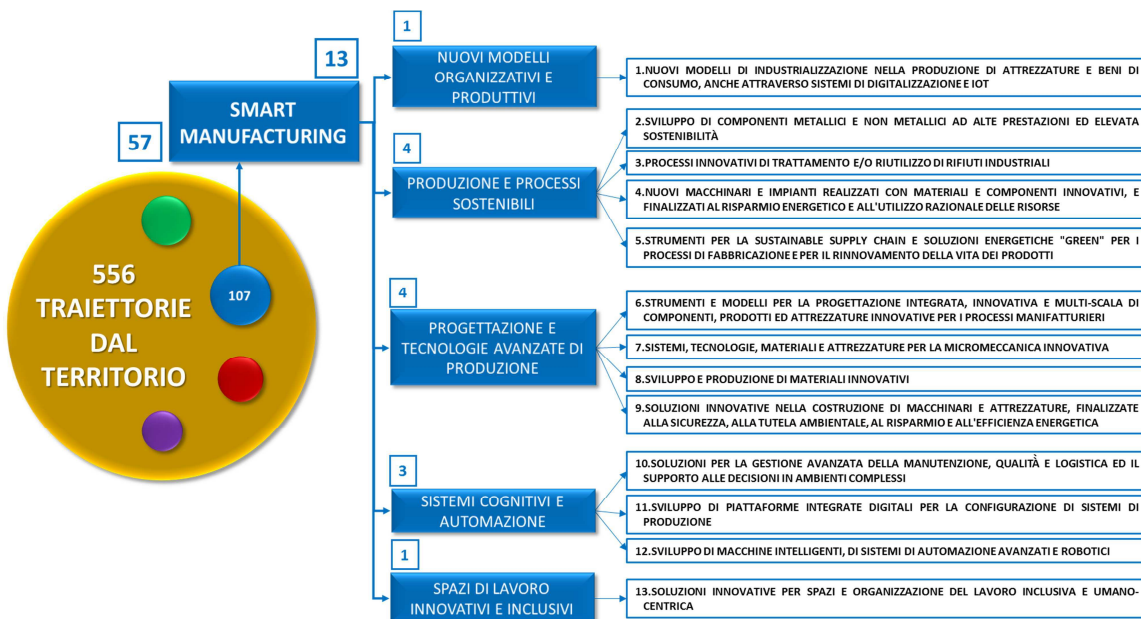 57
13
SMART
MANUFACTURING
556
TRAIETTORIE
DAL
TERRITORIO
107
1
NUOVI MODELLI
ORGANIZZATIVI E
PRODUTTIVI
1.NUOVI MODELLI DI INDUSTRIALIZZAZIONE NELLA PRODUZIONE DI ATTREZZATURE E BENI DI
CONSUMO, ANCHE ATTRAVERSO SISTEMI DI DIGITALIZZAZIONE E IOT
4
PRODUZIONE E PROCESSI
SOSTENIBILI
2.SVILUPPO DI COMPONENTI METALLICI E NON METALLICI AD ALTE PRESTAZIONI ED ELEVATA
SOSTENIBILITÀ
3.PROCESSI INNOVATIVI DI TRATTAMENTO E/O RIUTILIZZO DI RIFIUTI INDUSTRIALI
4.NUOVI MACCHINARI E IMPIANTI REALIZZATI CON MATERIALI E COMPONENTI INNOVATIVI, E
FINALIZZATI AL RISPARMIO ENERGETICO E ALL'UTILIZZO RAZIONALE DELLE RISORSE
5.STRUMENTI PER LA SUSTAINABLE SUPPLY CHAIN E SOLUZIONI ENERGETICHE "GREEN" PER I
PROCESSI DI FABBRICAZIONE E PER IL RINNOVAMENTO DELLA VITA DEI PRODOTTI
4
PROGETTAZIONE E
TECNOLOGIE AVANZATE DI
PRODUZIONE
6.STRUMENTI E MODELLI PER LA PROGETTAZIONE INTEGRATA, INNOVATIVA E MULTI-SCALA DI
COMPONENTI, PRODOTTI ED ATTREZZATURE INNOVATIVE PER I PROCESSI MANIFATTURIERI
7.SISTEMI, TECNOLOGIE, MATERIALI E ATTREZZATURE PER LA MICROMECCANICA INNOVATIVA
8.SVILUPPO E PRODUZIONE DI MATERIALI INNOVATIVI
9.SOLUZIONI INNOVATIVE NELLA COSTRUZIONE DI MACCHINARI E ATTREZZATURE, FINALIZZATE
ALLA SICUREZZA, ALLA TUTELA AMBIENTALE, AL RISPARMIO E ALL'EFFICIENZA ENERGETICA
3
SISTEMI COGNITIVI E
AUTOMAZIONE
10.SOLUZIONI PER LA GESTIONE AVANZATA DELLA MANUTENZIONE, QUALITÀ E LOGISTICA ED IL
SUPPORTO ALLE DECISIONI IN AMBIENTI COMPLESSI
11.SVILUPPO DI PIATTAFORME INTEGRATE DIGITALI PER LA CONFIGURAZIONE DI SISTEMI DI
PRODUZIONE
12.SVILUPPO DI MACCHINE INTELLIGENTI, DI SISTEMI DI AUTOMAZIONE AVANZATI E ROBOTICI
1
SPAZI DI LAVORO
INNOVATIVI E INCLUSIVI
13.SOLUZIONI INNOVATIVE PER SPAZI E ORGANIZZAZIONE DEL LAVORO INCLUSIVA E UMANO-
CENTRICA